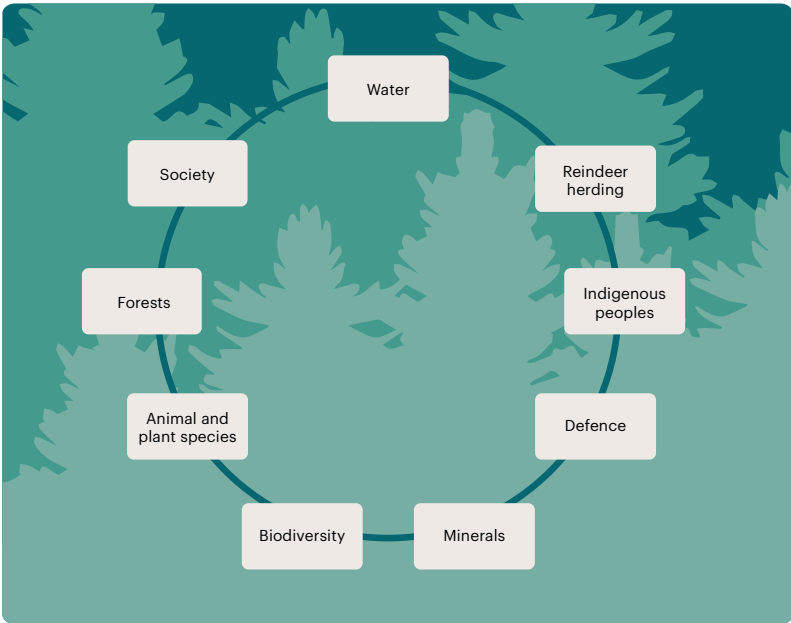 Water
Reindeer
herding
Indigenous
peoples
Defence
Minerals
Biodiversity
Animal and
plant species
Forests
Society